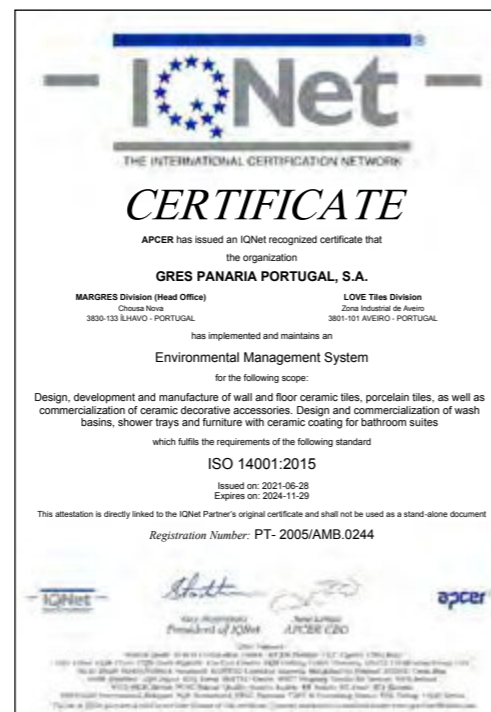 IQNet
®
THE INTERNATIONAL CERTIFICATION NETWORK
CERTIFICATE
APCER has issued an IQNet recognized certificate that
the organization
GRES PANARIA PORTUGAL, S.A.
MARGRES Division (Head Office)
Chousa Nova
3830-133 ÍLHAVO - PORTUGAL
LOVE Tiles Division
Zona Industrial de Aveiro
3801-101 AVEIRO - PORTUGAL
has implemented and maintains an
Environmental Management System
for the following scope:
Design, development and manufacture of wall and floor ceramic tiles, porcelain tiles, as well as
commercialization of ceramic decorative accessories. Design and commercialization of wash
basins, shower trays and furniture with ceramic coating for bathroom suites
which fulfils the requirements of the following standard
ISO 14001:2015
Issued on: 2021-06-28
Expires on: 2024-11-29
This attestation is directly linked to the IQNet Partner's original certificate and shall not be used as a stand-alone document
Registration Number: PT- 2005/AMB.0244
IQNet
President of IQNet
APCER CEO
apcer